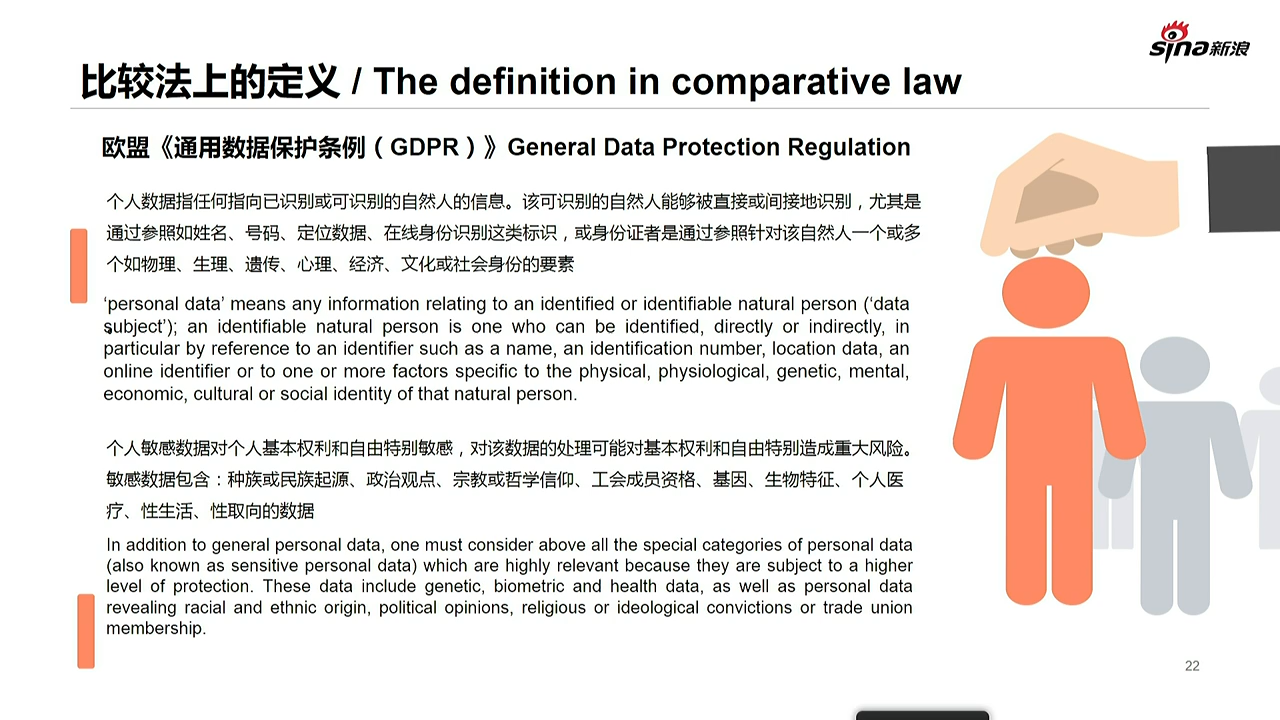 sina新浪
比较法上的定义 / The definition in comparative law
欧盟《通用数据保护条例（GDPR）》General Data Protection Regulation
个人数据指任何指向已识别或可识别的自然人的信息。该可识别的自然人能够被直接或间接地识别，尤其是
通过参照如姓名、号码、定位数据、在线身份识别这类标识，或身份证者是通过参照针对该自然人一个或多
个如物理、生理、遗传、心理、经济、文化或社会身份的要素
‘personal data’ means any information relating to an identified or identifiable natural person (‘data
subject’); an identifiable natural person is one who can be identified, directly or indirectly, in
particular by reference to an identifier such as a name, an identification number, location data, an
online identifier or to one or more factors specific to the physical, physiological, genetic, mental,
economic, cultural or social identity of that natural person.
个人敏感数据对个人基本权利和自由特别敏感，对该数据的处理可能对基本权利和自由特别造成重大风险。
敏感数据包含：种族或民族起源、政治观点、宗教或哲学信仰、工会成员资格、基因、生物特征、个人医
疗、性生活、性取向的数据
In addition to general personal data, one must consider above all the special categories of personal data
(also known as sensitive personal data) which are highly relevant because they are subject to a higher
level of protection. These data include genetic, biometric and health data, as well as personal data
revealing racial and ethnic origin, political opinions, religious or ideological convictions or trade union
membership.
22